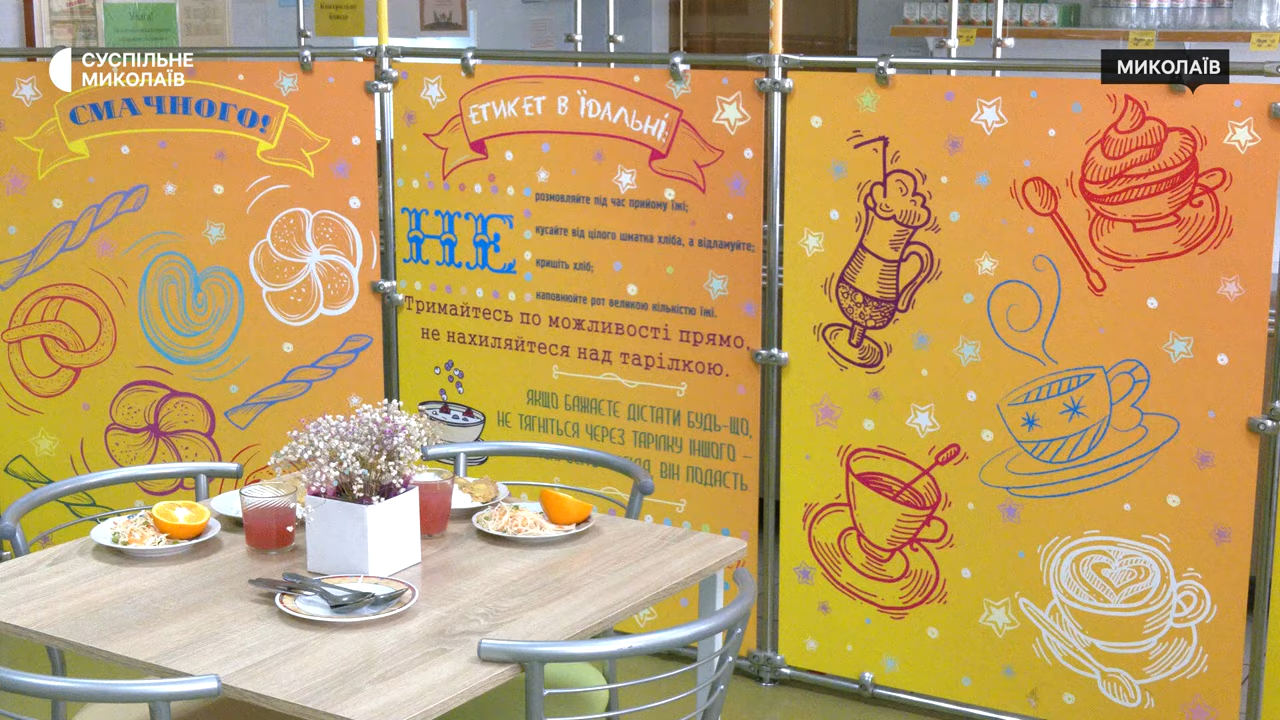 СУСПІЛЬНЕ
МИКОЛАЇВ
МИКОЛАЇВ
Увага!
СМАЧНОГО!
ЕТИКЕТ В ЇДАЛЬНІ:
НЕ
розмовляйте під час прийому їжі;
кусайте від цілого шматка хліба, а відламуйте;
кришіть хліб;
наповнюйте рот великою кількістю їжі.
Тримайтесь по можливості прямо,
не нахиляйтеся над тарілкою.
ЯКЩО БАЖАЄТЕ ДІСТАТИ БУДЬ-ЩО,
НЕ ТЯГНІТЬСЯ ЧЕРЕЗ ТАРІЛКУ ІНШОГО –
ВІН ПОДАСТЬ